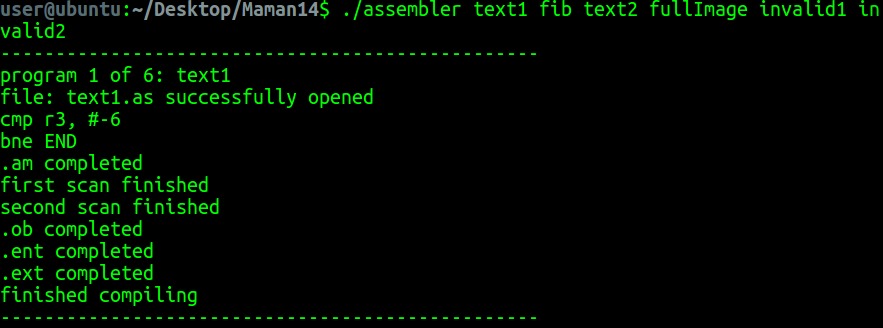 user@ubuntu:~/Desktop/Maman14$ ./assembler text1 fib text2 fullImage invalid1 in
valid2
-------------------------------------------------
program 1 of 6: text1
file: text1.as successfully opened
cmp r3, #-6
bne END
.am completed
first scan finished
second scan finished
.ob completed
.ent completed
.ext completed
finished compiling
-------------------------------------------------